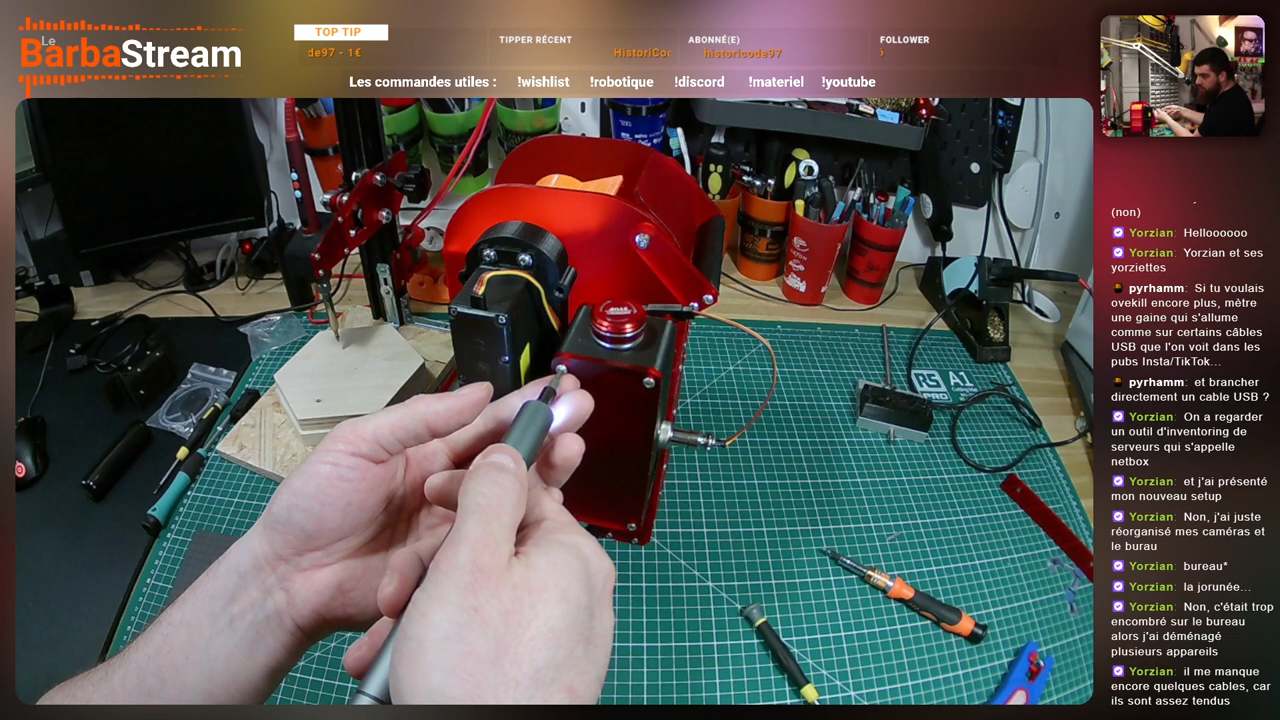 Le
BarbaStream
TOP TIP
de97 - 1€
TIPPER RÉCENT
HistoriCoc
ABONNÉ(E)
historicode97
FOLLOWER
Les commandes utiles : !wishlist !robotique !discord !materiel !youtube
RS
PRO
A1
(non)
Yorzian: Helloooooo
Yorzian: Yorzian et ses
yorziettes
pyrhamm: Si tu voulais
ovekill encore plus, mêtre
une gaine qui s'allume
comme sur certains câbles
USB que l'on voit dans les
pubs Insta/TikTok...
pyrhamm: et brancher
directement un cable USB ?
Yorzian: On a regarder
un outil d'inventoring de
serveurs qui s'appelle
netbox
Yorzian: et j'ai présenté
mon nouveau setup
Yorzian: Non, j'ai juste
réorganisé mes caméras et
le burau
Yorzian: bureau*
Yorzian: la jorunée...
Yorzian: Non, c'était trop
encombré sur le bureau
alors j'ai déménagé
plusieurs appareils
Yorzian: il me manque
encore quelques cables, car
ils sont assez tendus